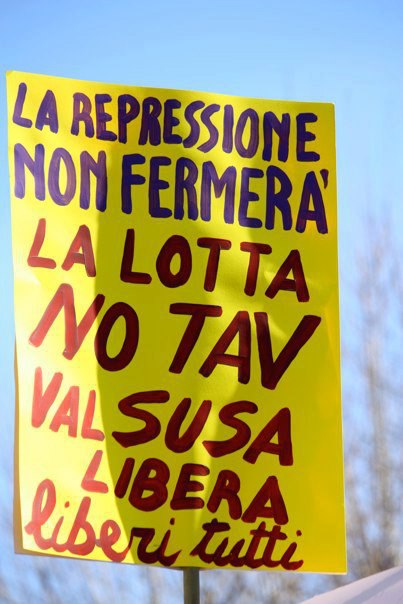 LA REPRESSIONE
NON FERMERA'
LA LOTTA
NO TAV
VAL SUSA
LIBERA
liberi tutti